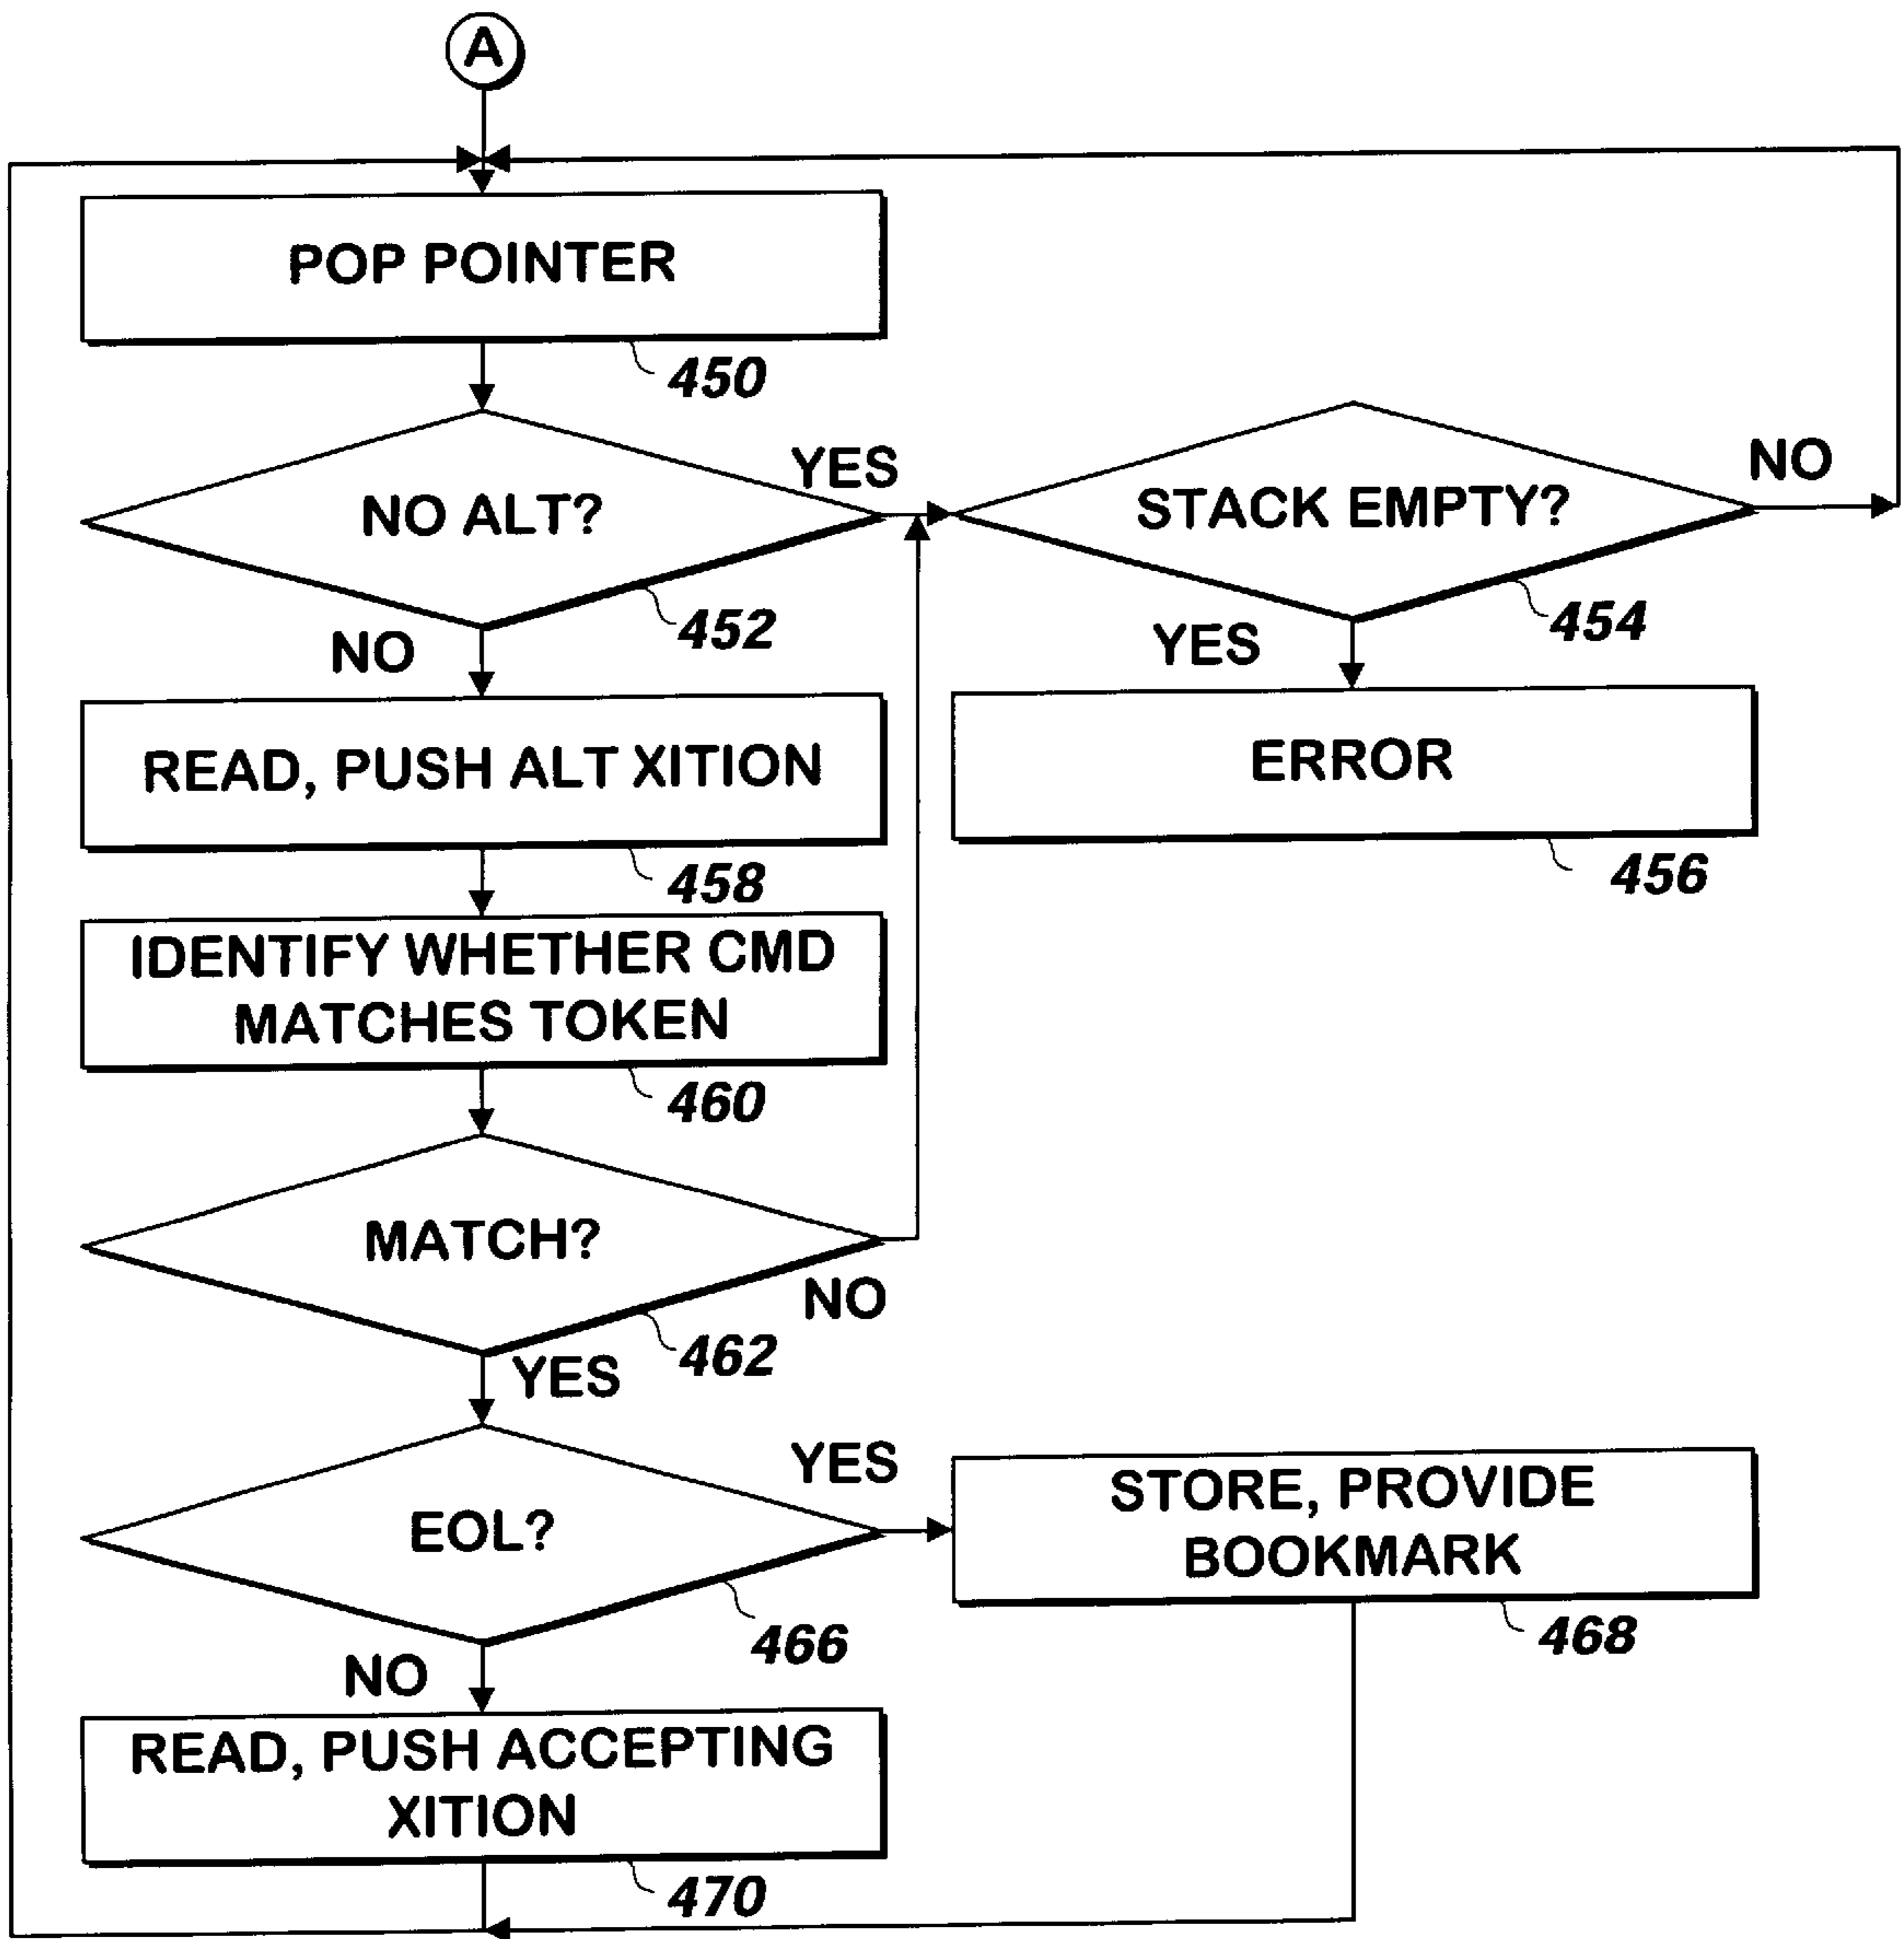 A
POP POINTER
450
NO ALT?
YES
STACK EMPTY?
NO
452
454
NO
YES
READ, PUSH ALT XITION
ERROR
458
456
IDENTIFY WHETHER CMD
MATCHES TOKEN
460
MATCH?
NO
462
YES
EOL?
YES
STORE, PROVIDE
BOOKMARK
466
468
NO
READ, PUSH ACCEPTING
XITION
470